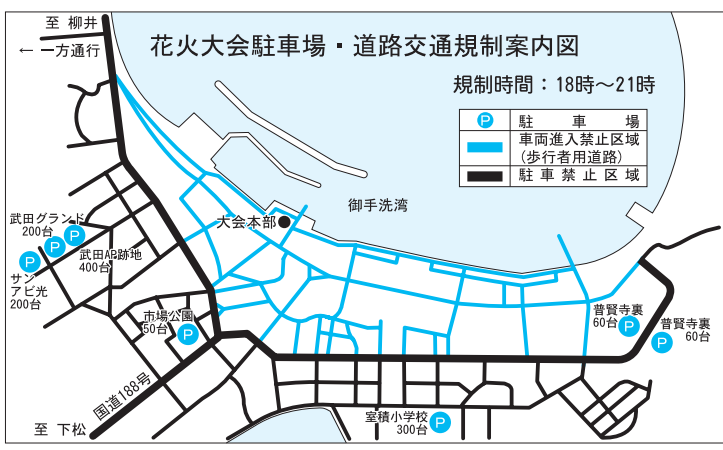 至 柳井
← 一方通行
花火大会駐車場・道路交通規制案内図
規制時間：18時～21時
P 駐車場
車両進入禁止区域
(歩行者用道路)
駐車禁止区域
御手洗湾
大会本部
武田グランド
200台
P
P
P
武田AP跡地
400台
サン
アビ光
200台
市場公園
50台
P
普賢寺裏
60台
P
P
普賢寺裏
60台
国道188号
至 下松
室積小学校
300台
P